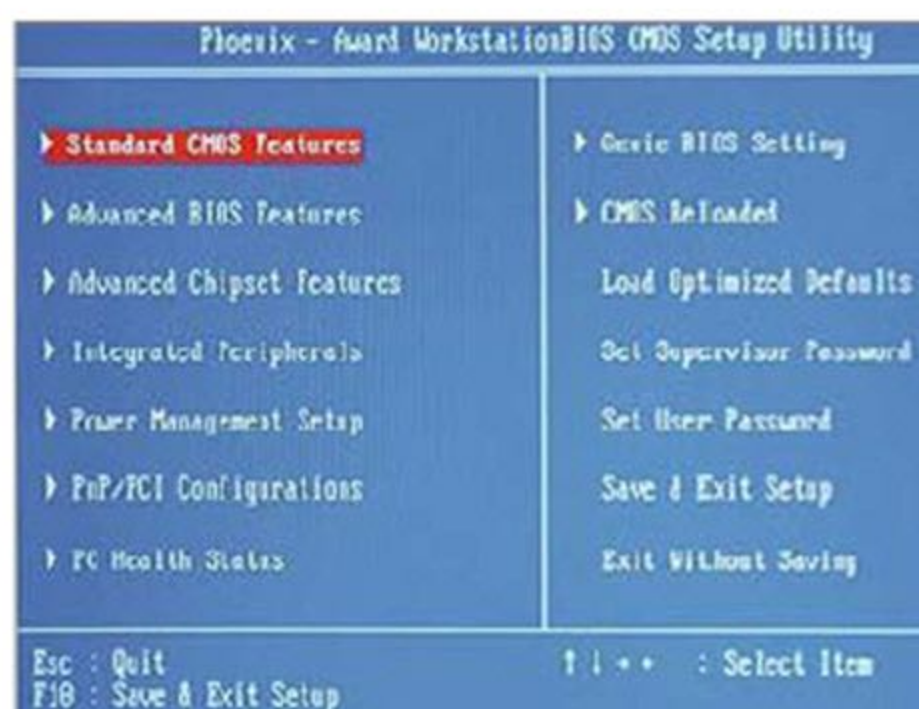 Phoenix - Award WorkstationBIOS CMOS Setup Utility
Standard CMOS Features
Advanced BIOS Features
Advanced Chipset Features
Integrated Peripherals
Power Management Setup
PnP/PCI Configurations
PC Health Status
Genie BIOS Setting
CMOS Reloaded
Load Optimized Defaults
Set Supervisor Password
Set User Password
Save & Exit Setup
Exit Without Saving
Esc : Quit
F10 : Save & Exit Setup
↑ ↓ → ← : Select Item